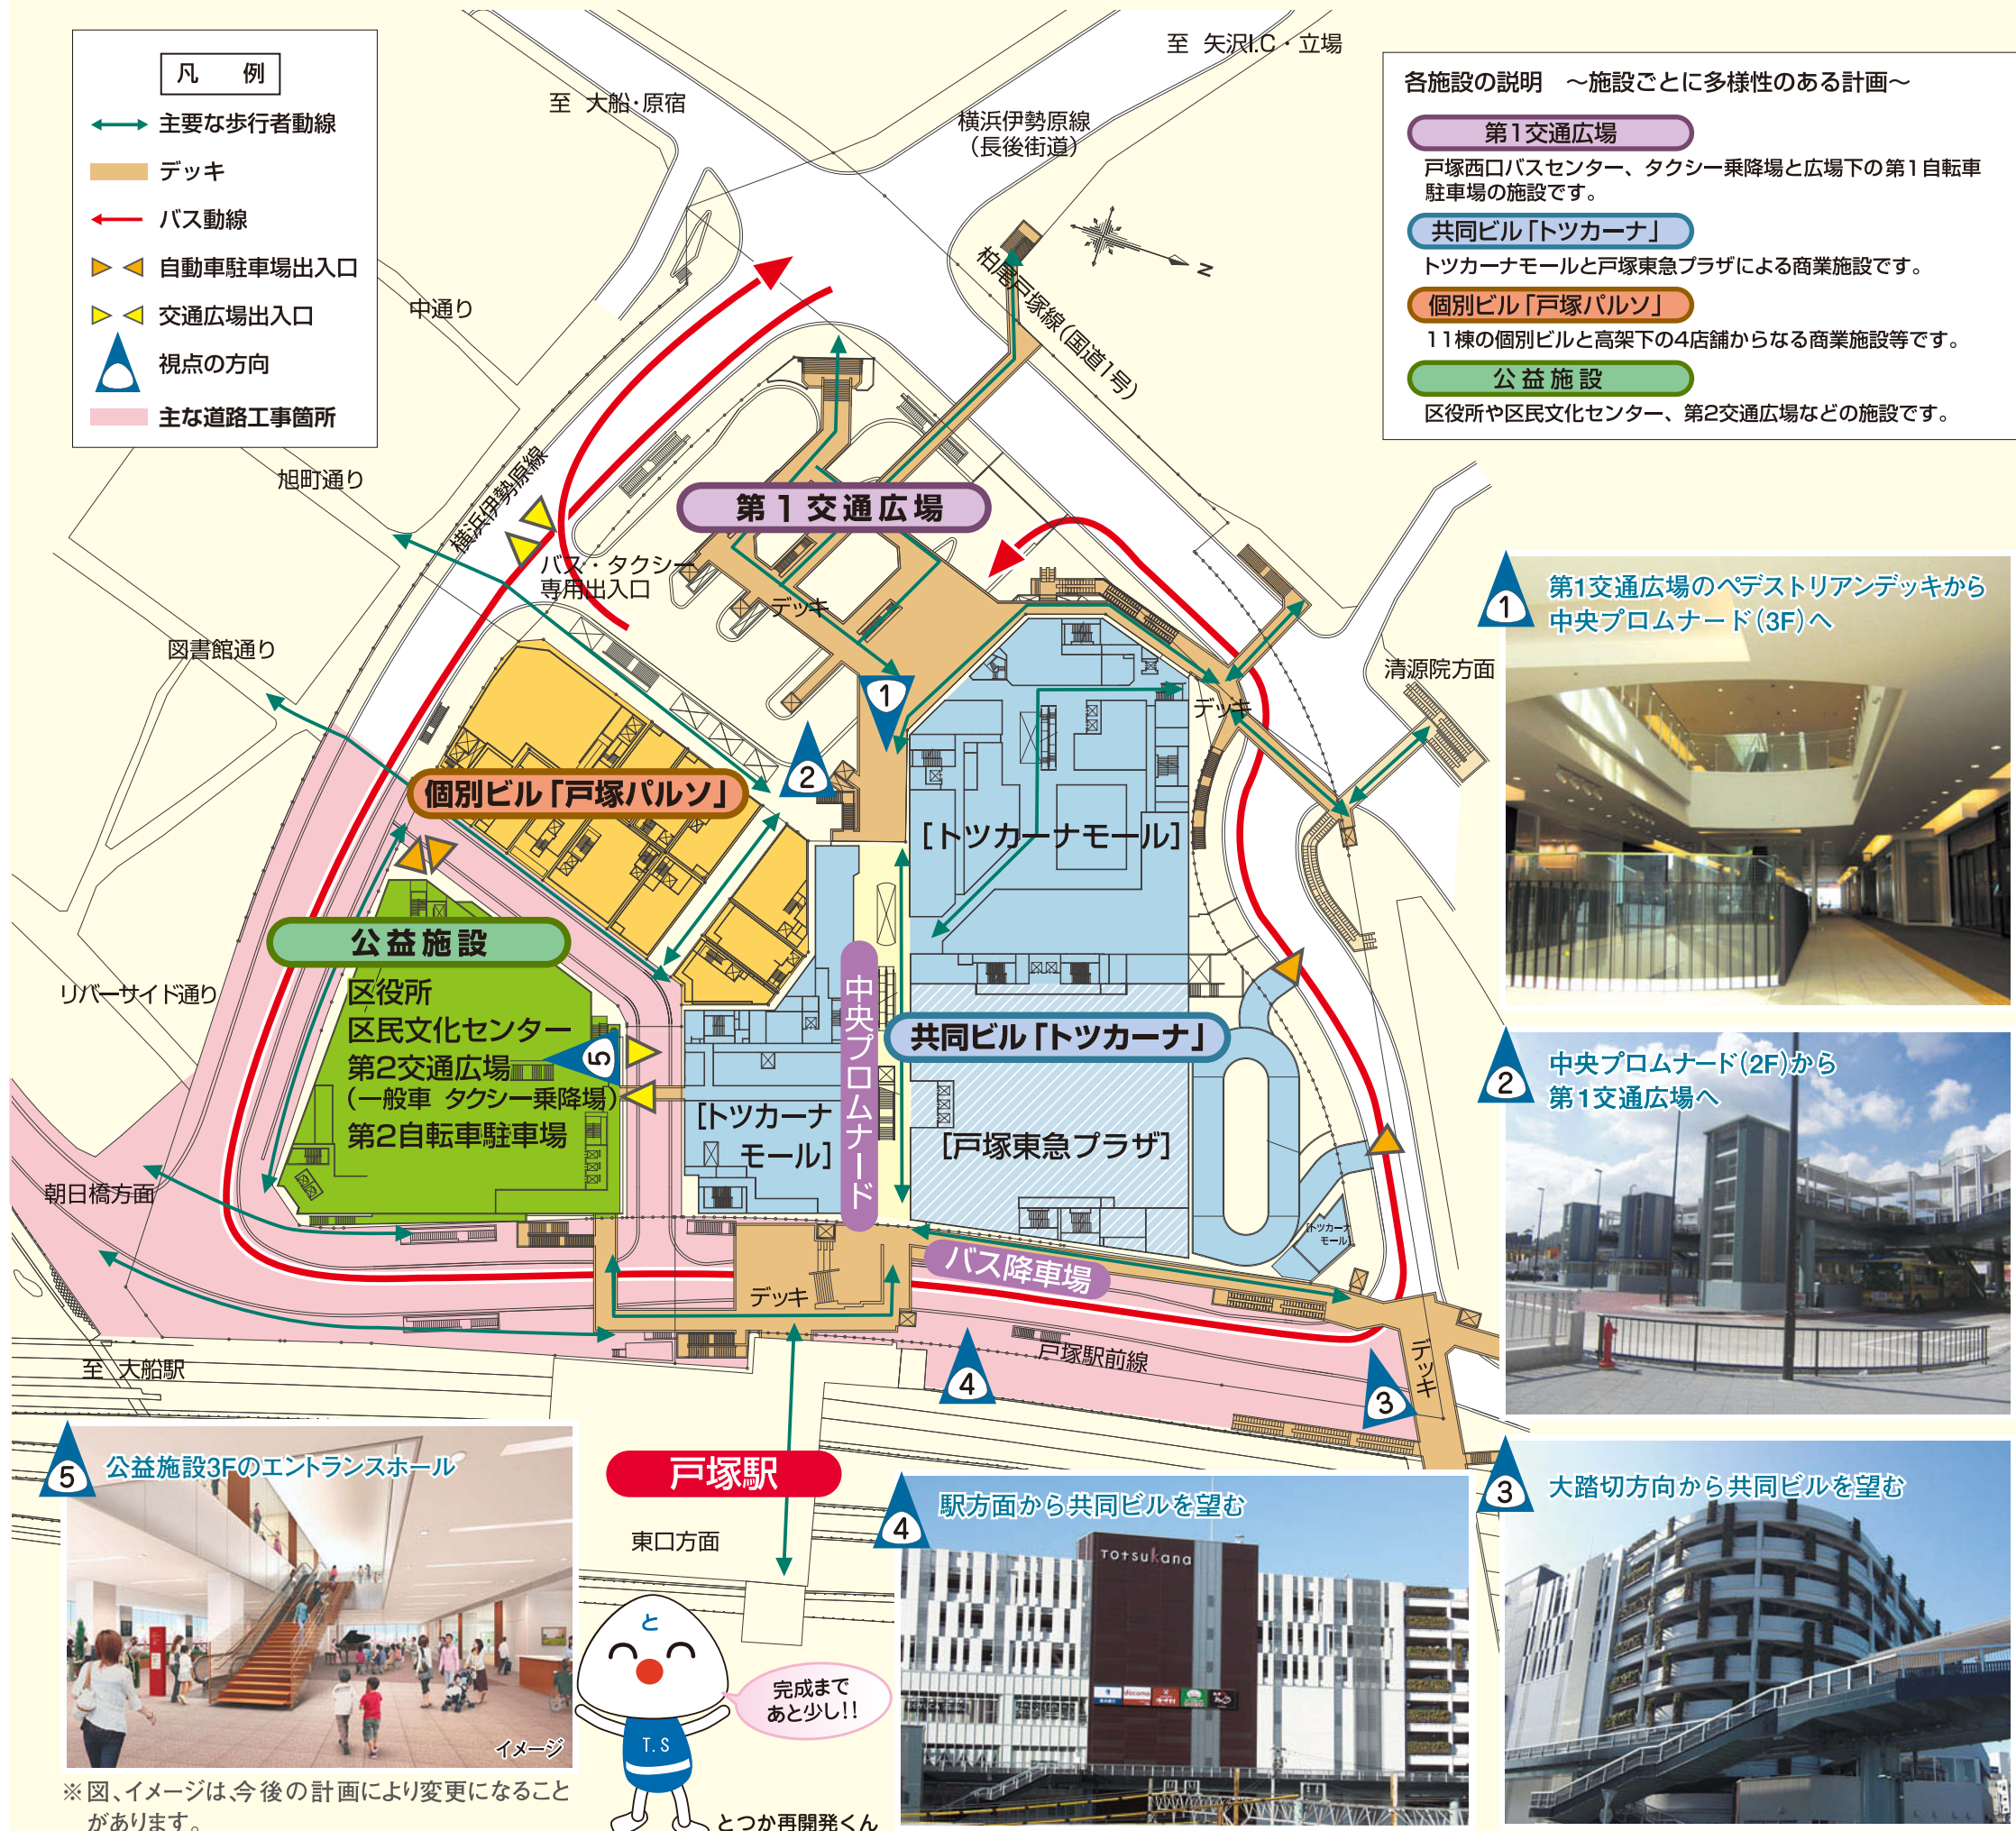 凡　例
主要な歩行者動線
デッキ
バス動線
自動車駐車場出入口
交通広場出入口
視点の方向
主な道路工事箇所
至 矢沢I.C・立場
至 大船・原宿
横浜伊勢原線
（長後街道）
各施設の説明　～施設ごとに多様性のある計画～
第1交通広場
戸塚西口バスセンター、タクシー乗降場と広場下の第1自転車
駐車場の施設です。
共同ビル「トツカーナ」
トツカーナモールと戸塚東急プラザによる商業施設です。
個別ビル「戸塚パルソ」
11棟の個別ビルと高架下の4店舗からなる商業施設等です。
公益施設
区役所や区民文化センター、第2交通広場などの施設です。
N
柏尾戸塚線(国道1号)
中通り
旭町通り
横浜伊勢原線
図書館通り
リバーサイド通り
朝日橋方面
第1交通広場
バス・タクシー
専用出入口
デッキ
1
2
清源院方面
デッキ
個別ビル「戸塚パルソ」
[トツカーナモール]
公益施設
区役所
区民文化センター
第2交通広場
(一般車 タクシー乗降場)
第2自転車駐車場
5
中央プロムナード
共同ビル「トツカーナ」
[トツカーナ
モール]
[戸塚東急プラザ]
[トツカーナ
モール]
バス降車場
デッキ
戸塚駅前線
デッキ
4
3
至 大船駅
戸塚駅
東口方面
1
第1交通広場のペデストリアンデッキから
中央プロムナード(3F)へ
2
中央プロムナード(2F)から
第1交通広場へ
3
大踏切方向から共同ビルを望む
4
駅方面から共同ビルを望む
Totsukana
docomo
5
公益施設3Fのエントランスホール
イメージ
※図、イメージは、今後の計画により変更になること
があります。
と
T.S
完成まで
あと少し!!
とつか再開発くん